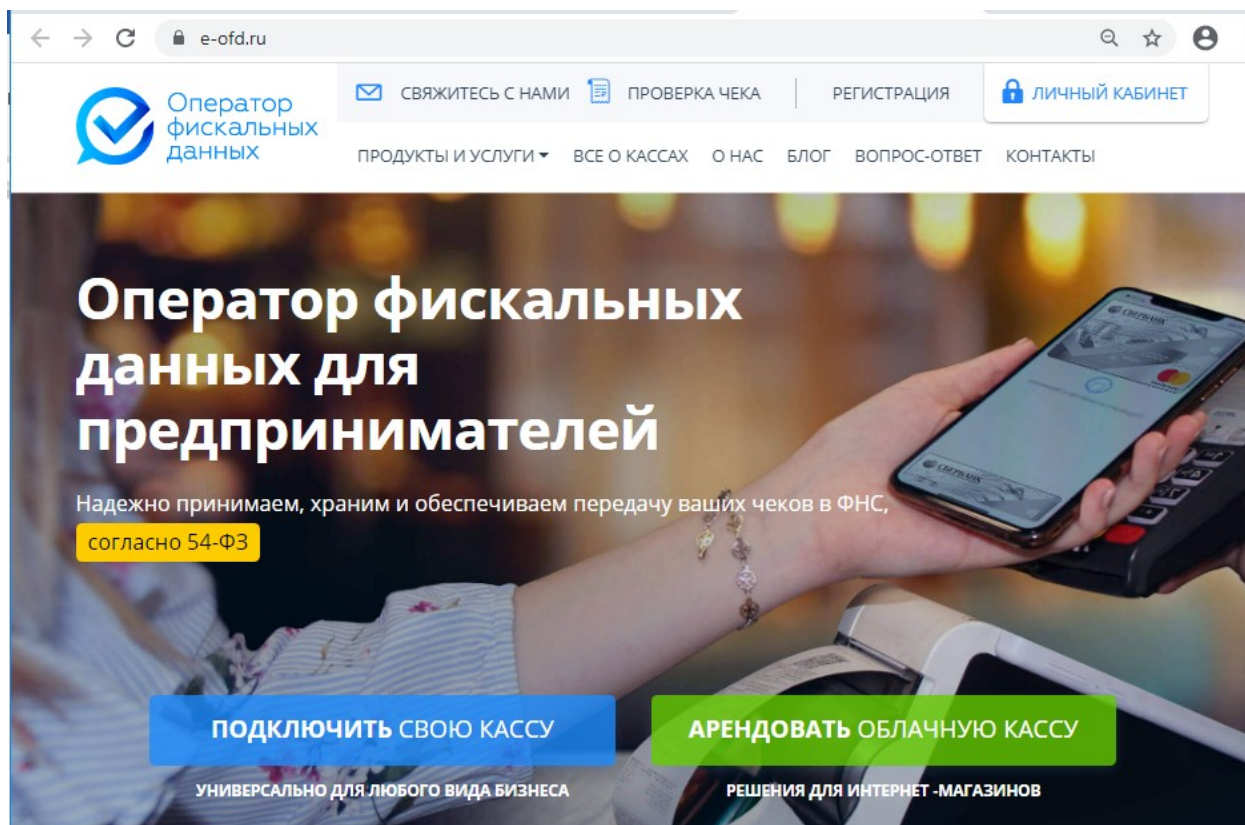 e-ofd.ru
Оператор
фискальных
данных
СВЯЖИТЕСЬ С НАМИ
ПРОВЕРКА ЧЕКА
РЕГИСТРАЦИЯ
ЛИЧНЫЙ КАБИНЕТ
ПРОДУКТЫ И УСЛУГИ
ВСЕ О КАССАХ
О НАС
БЛОГ
ВОПРОС-ОТВЕТ
КОНТАКТЫ
Оператор фискальных
данных для
предпринимателей
Надежно принимаем, храним и обеспечиваем передачу ваших чеков в ФНС,
согласно 54-ФЗ
СБЕРБАНК
СБЕРБАНК
ПОДКЛЮЧИТЬ СВОЮ КАССУ
АРЕНДОВАТЬ ОБЛАЧНУЮ КАССУ
УНИВЕРСАЛЬНО ДЛЯ ЛЮБОГО ВИДА БИЗНЕСА
РЕШЕНИЯ ДЛЯ ИНТЕРНЕТ -МАГАЗИНОВ